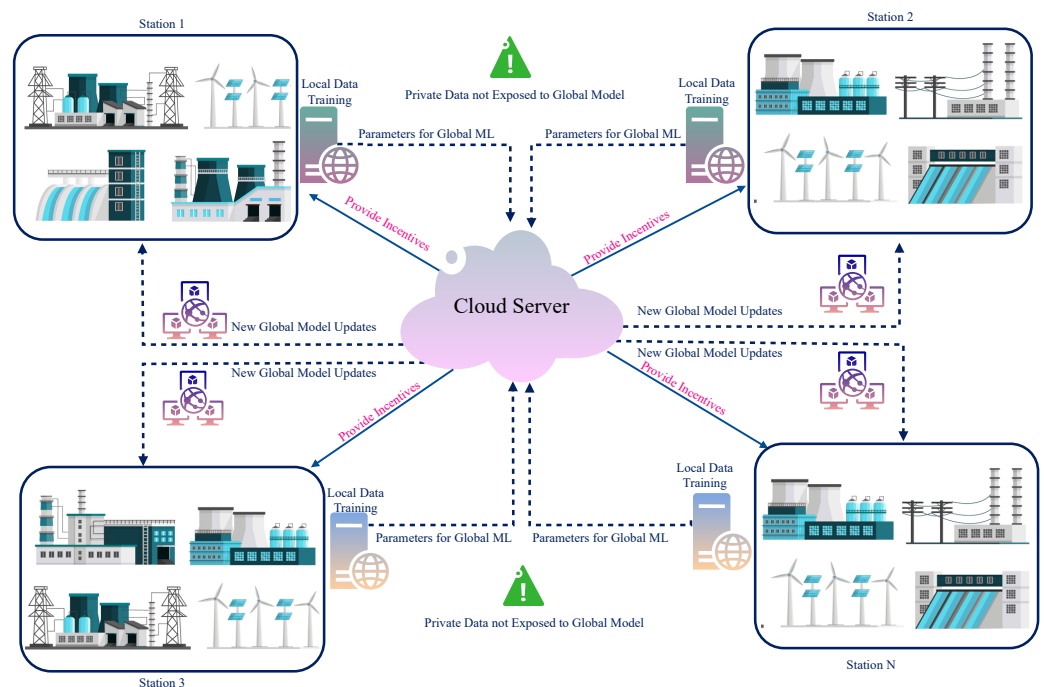 Station 1
Station 2
Local Data
Training
Private Data not Exposed to Global Model
Local Data
Training
Parameters for Global ML
Parameters for Global ML
Provide Incentives
Provide Incentives
Cloud Server
New Global Model Updates
New Global Model Updates
New Global Model Updates
New Global Model Updates
Provide Incentives
Provide Incentives
Local Data
Training
Local Data
Training
Parameters for Global ML
Parameters for Global ML
Private Data not Exposed to Global Model
Station 3
Station N